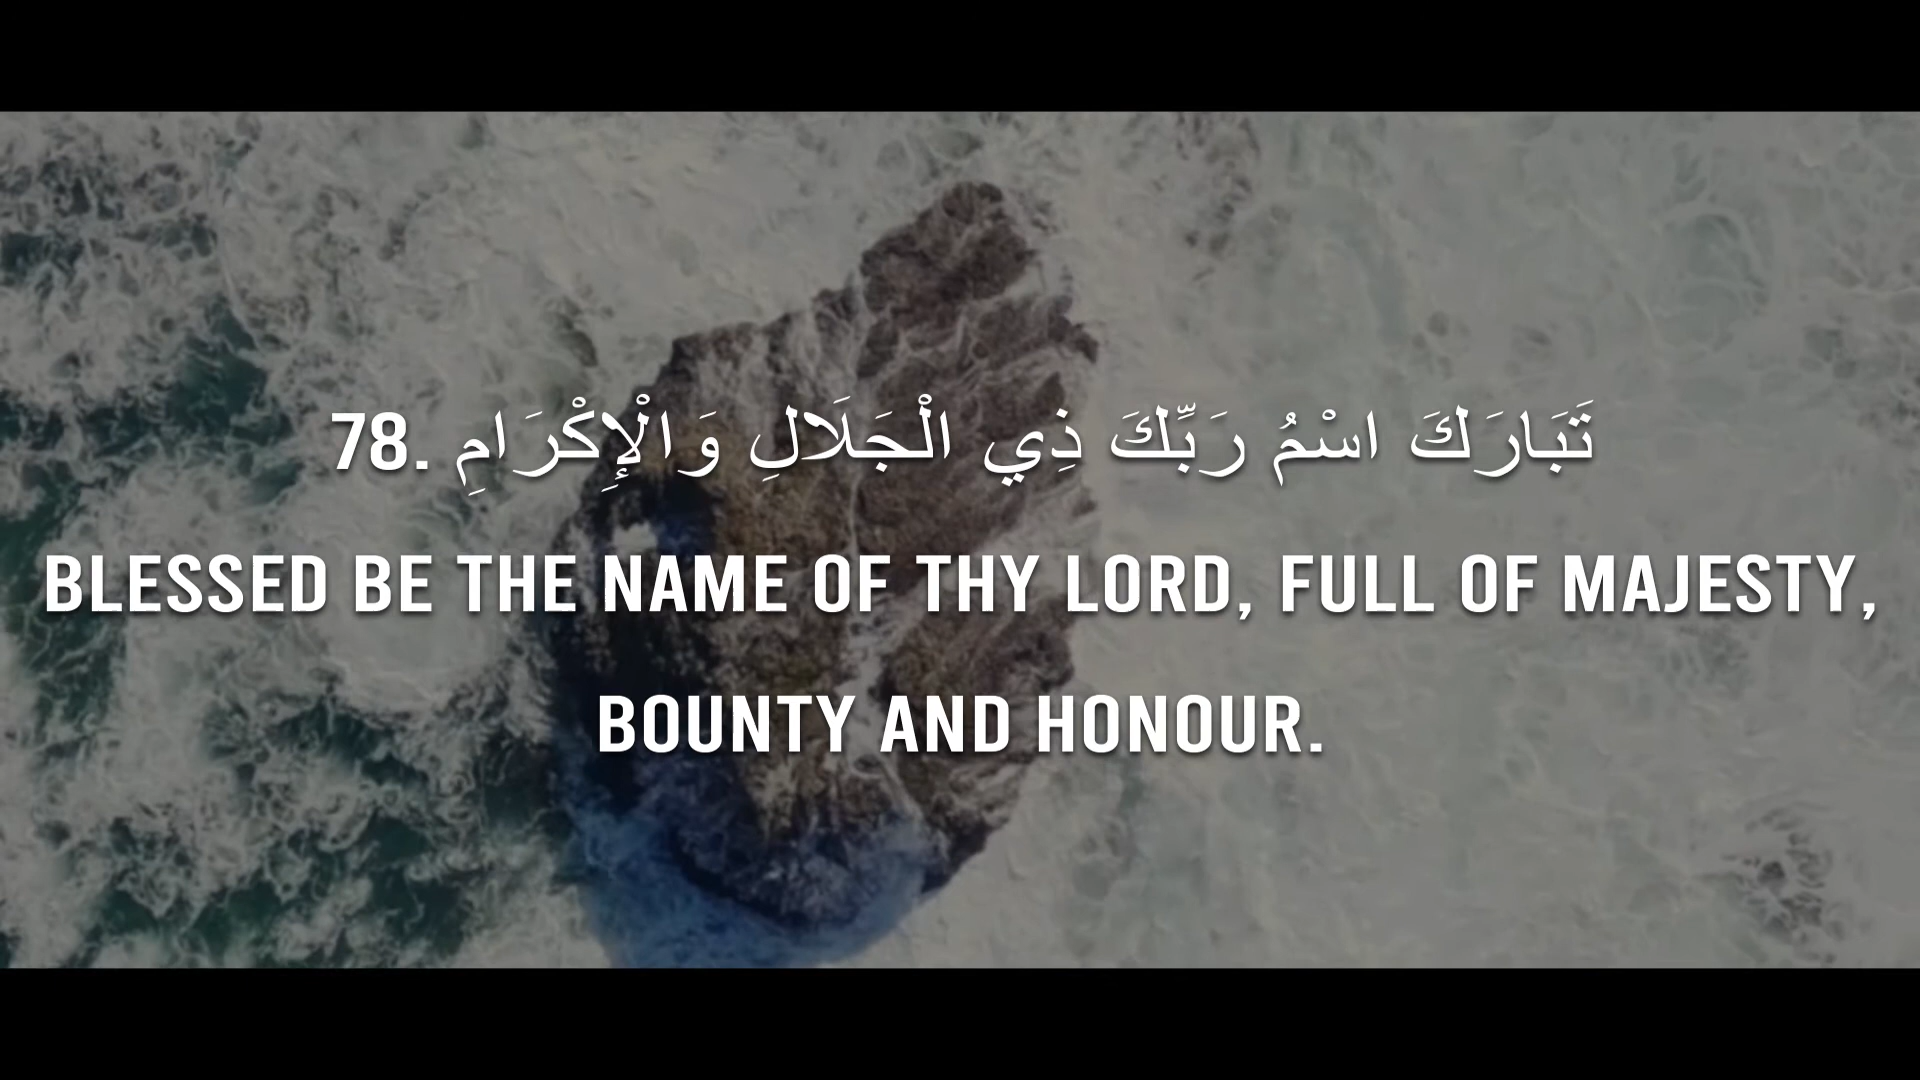 78. تَبَارَكَ اسْمُ رَبِّكَ ذِي الْجَلَالِ وَالْإِكْرَامِ
BLESSED BE THE NAME OF THY LORD, FULL OF MAJESTY,
BOUNTY AND HONOUR.